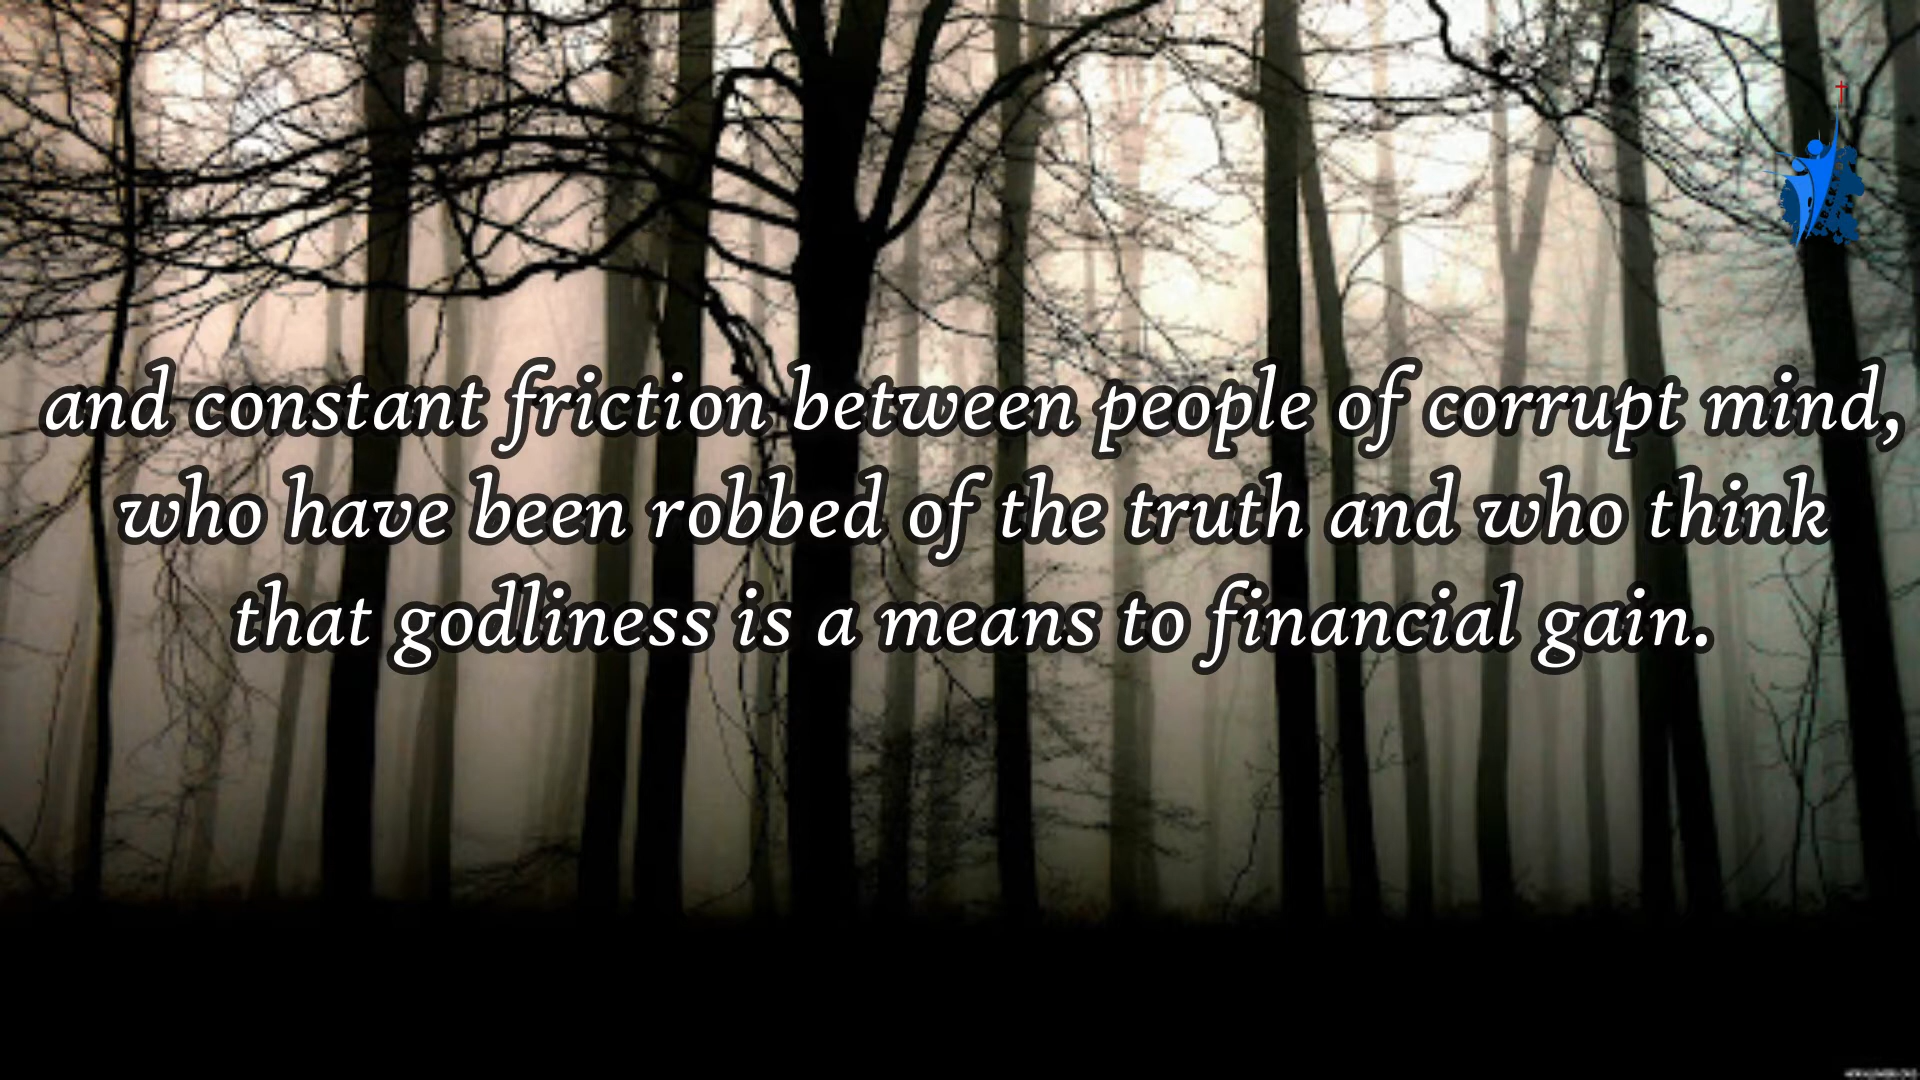 and constant friction between people of corrupt mind,
who have been robbed of the truth and who think
that godliness is a means to financial gain.